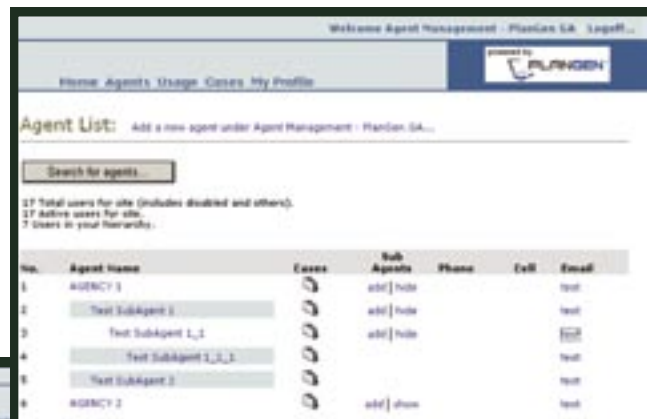 Welcome Agent Management - PlanGen GA Logoff...
powered by
PLANGEN
Home Agents Usage Cases My Profile
Agent List: Add a new agent under Agent Management - PlanGen GA...
Search for agents...
17 Total users for site (includes disabled and others).
17 Active users for site.
7 Users in your hierarchy.
No. Agent Name Cases Sub Agents Phone Cell Email
1 AGENCY 1 add | hide test
2 Test SubAgent 1 add | hide test
3 Test SubAgent 1_1 add | hide test
4 Test SubAgent 1_1_1 test
5 Test SubAgent 2 test
6 AGENCY 2 add | show test